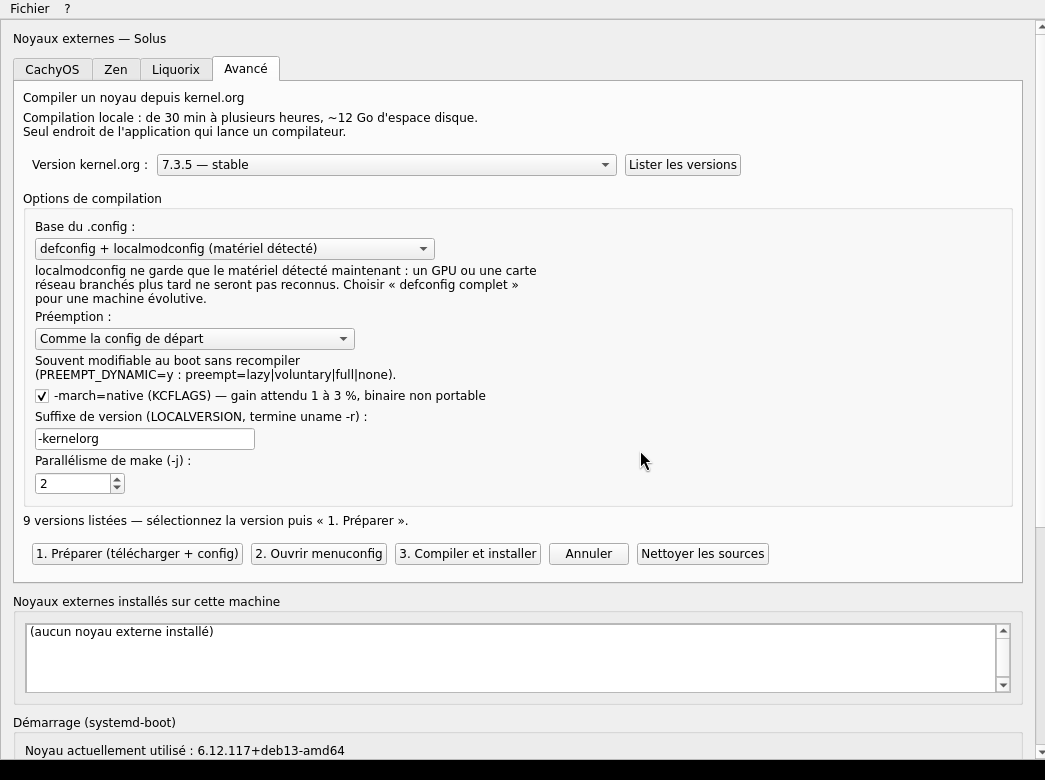 Fichier ?
Noyaux externes — Solus
CachyOS Zen Liquorix Avancé
Compiler un noyau depuis kernel.org
Compilation locale : de 30 min à plusieurs heures, ~12 Go d'espace disque.
Seul endroit de l'application qui lance un compilateur.
Version kernel.org : 7.3.5 — stable Lister les versions
Options de compilation
Base du .config :
defconfig + localmodconfig (matériel détecté)
localmodconfig ne garde que le matériel détecté maintenant : un GPU ou une carte
réseau branchés plus tard ne seront pas reconnus. Choisir « defconfig complet »
pour une machine évolutive.
Préemption :
Comme la config de départ
Souvent modifiable au boot sans recompiler
(PREEMPT_DYNAMIC=y : preempt=lazy|voluntary|full|none).
-march=native (KCFLAGS) — gain attendu 1 à 3 %, binaire non portable
Suffixe de version (LOCALVERSION, termine uname -r) :
-kernelorg
Parallélisme de make (-j) :
2
9 versions listées — sélectionnez la version puis « 1. Préparer ».
1. Préparer (télécharger + config) 2. Ouvrir menuconfig 3. Compiler et installer Annuler Nettoyer les sources
Noyaux externes installés sur cette machine
(aucun noyau externe installé)
Démarrage (systemd-boot)
Noyau actuellement utilisé : 6.12.117+deb13-amd64